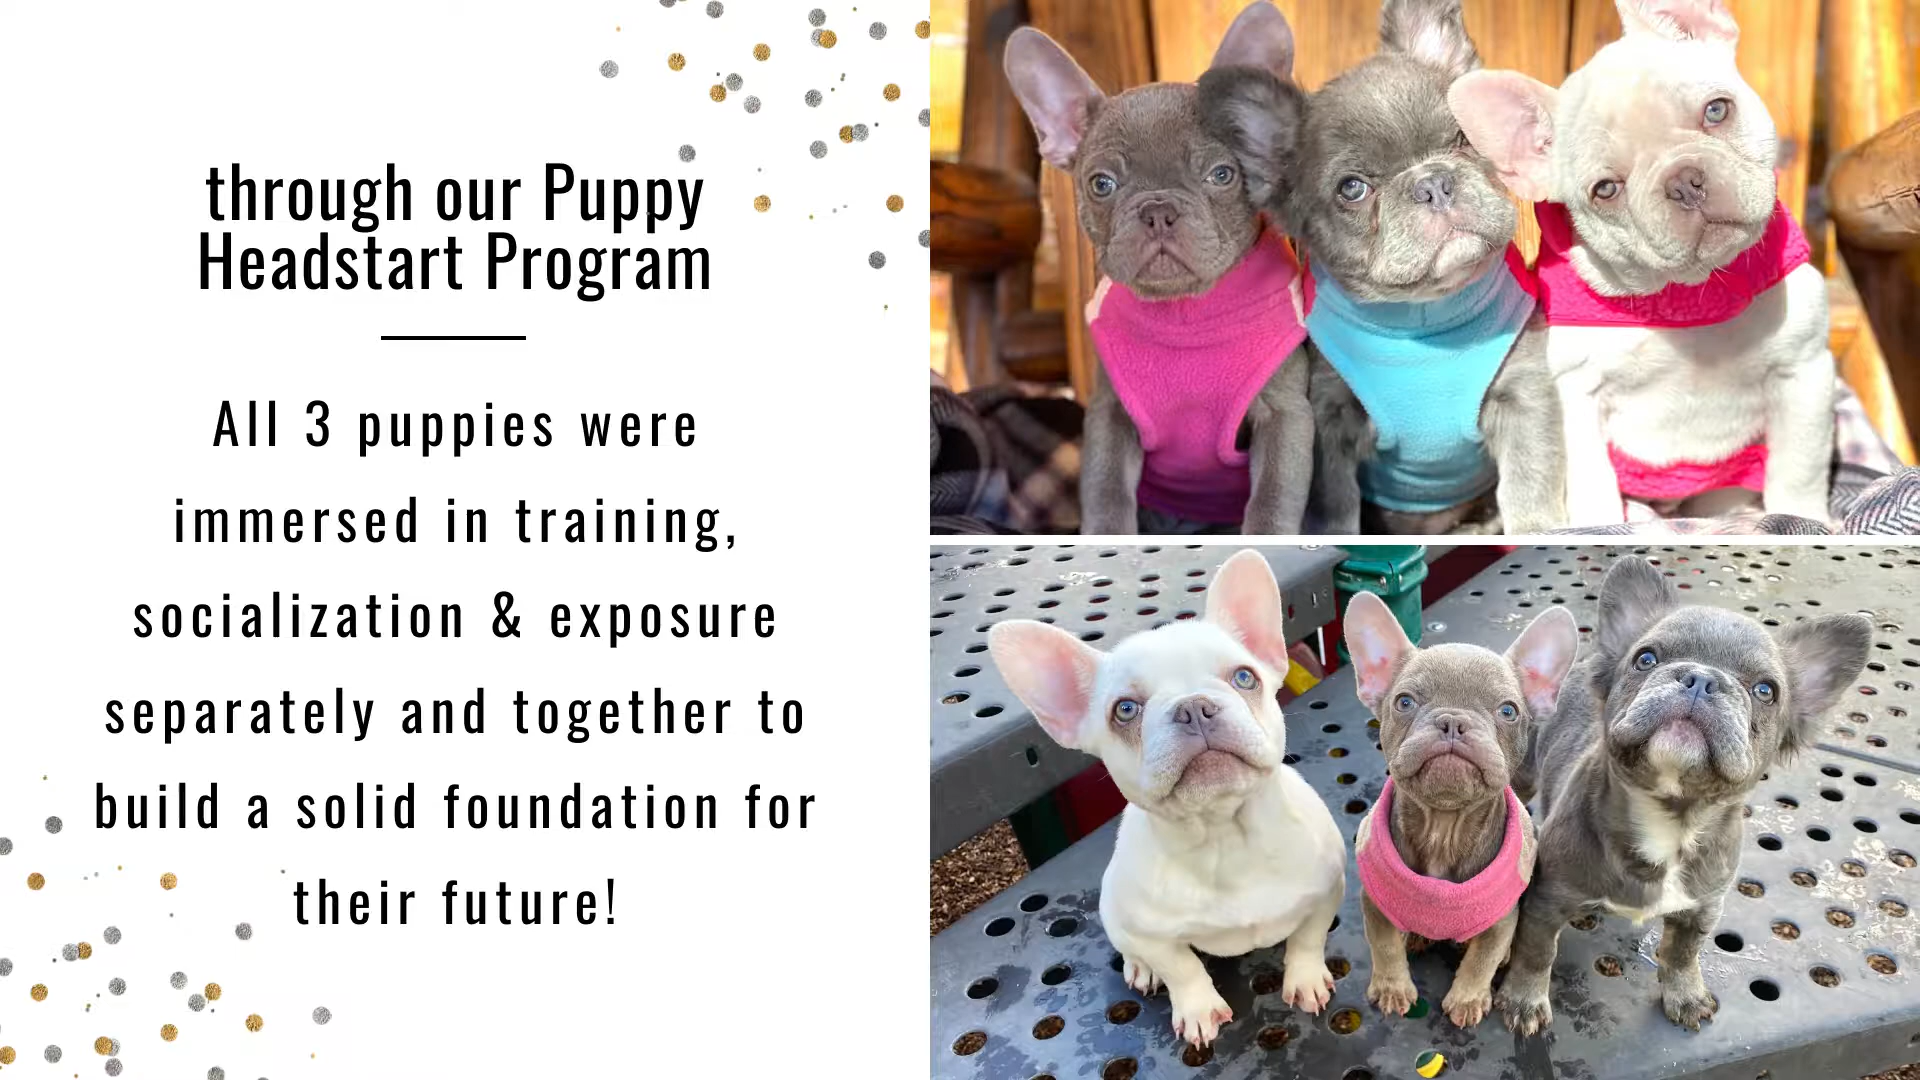 through our Puppy
Headstart Program
All 3 puppies were
immersed in training,
socialization & exposure
separately and together to
build a solid foundation for
their future!